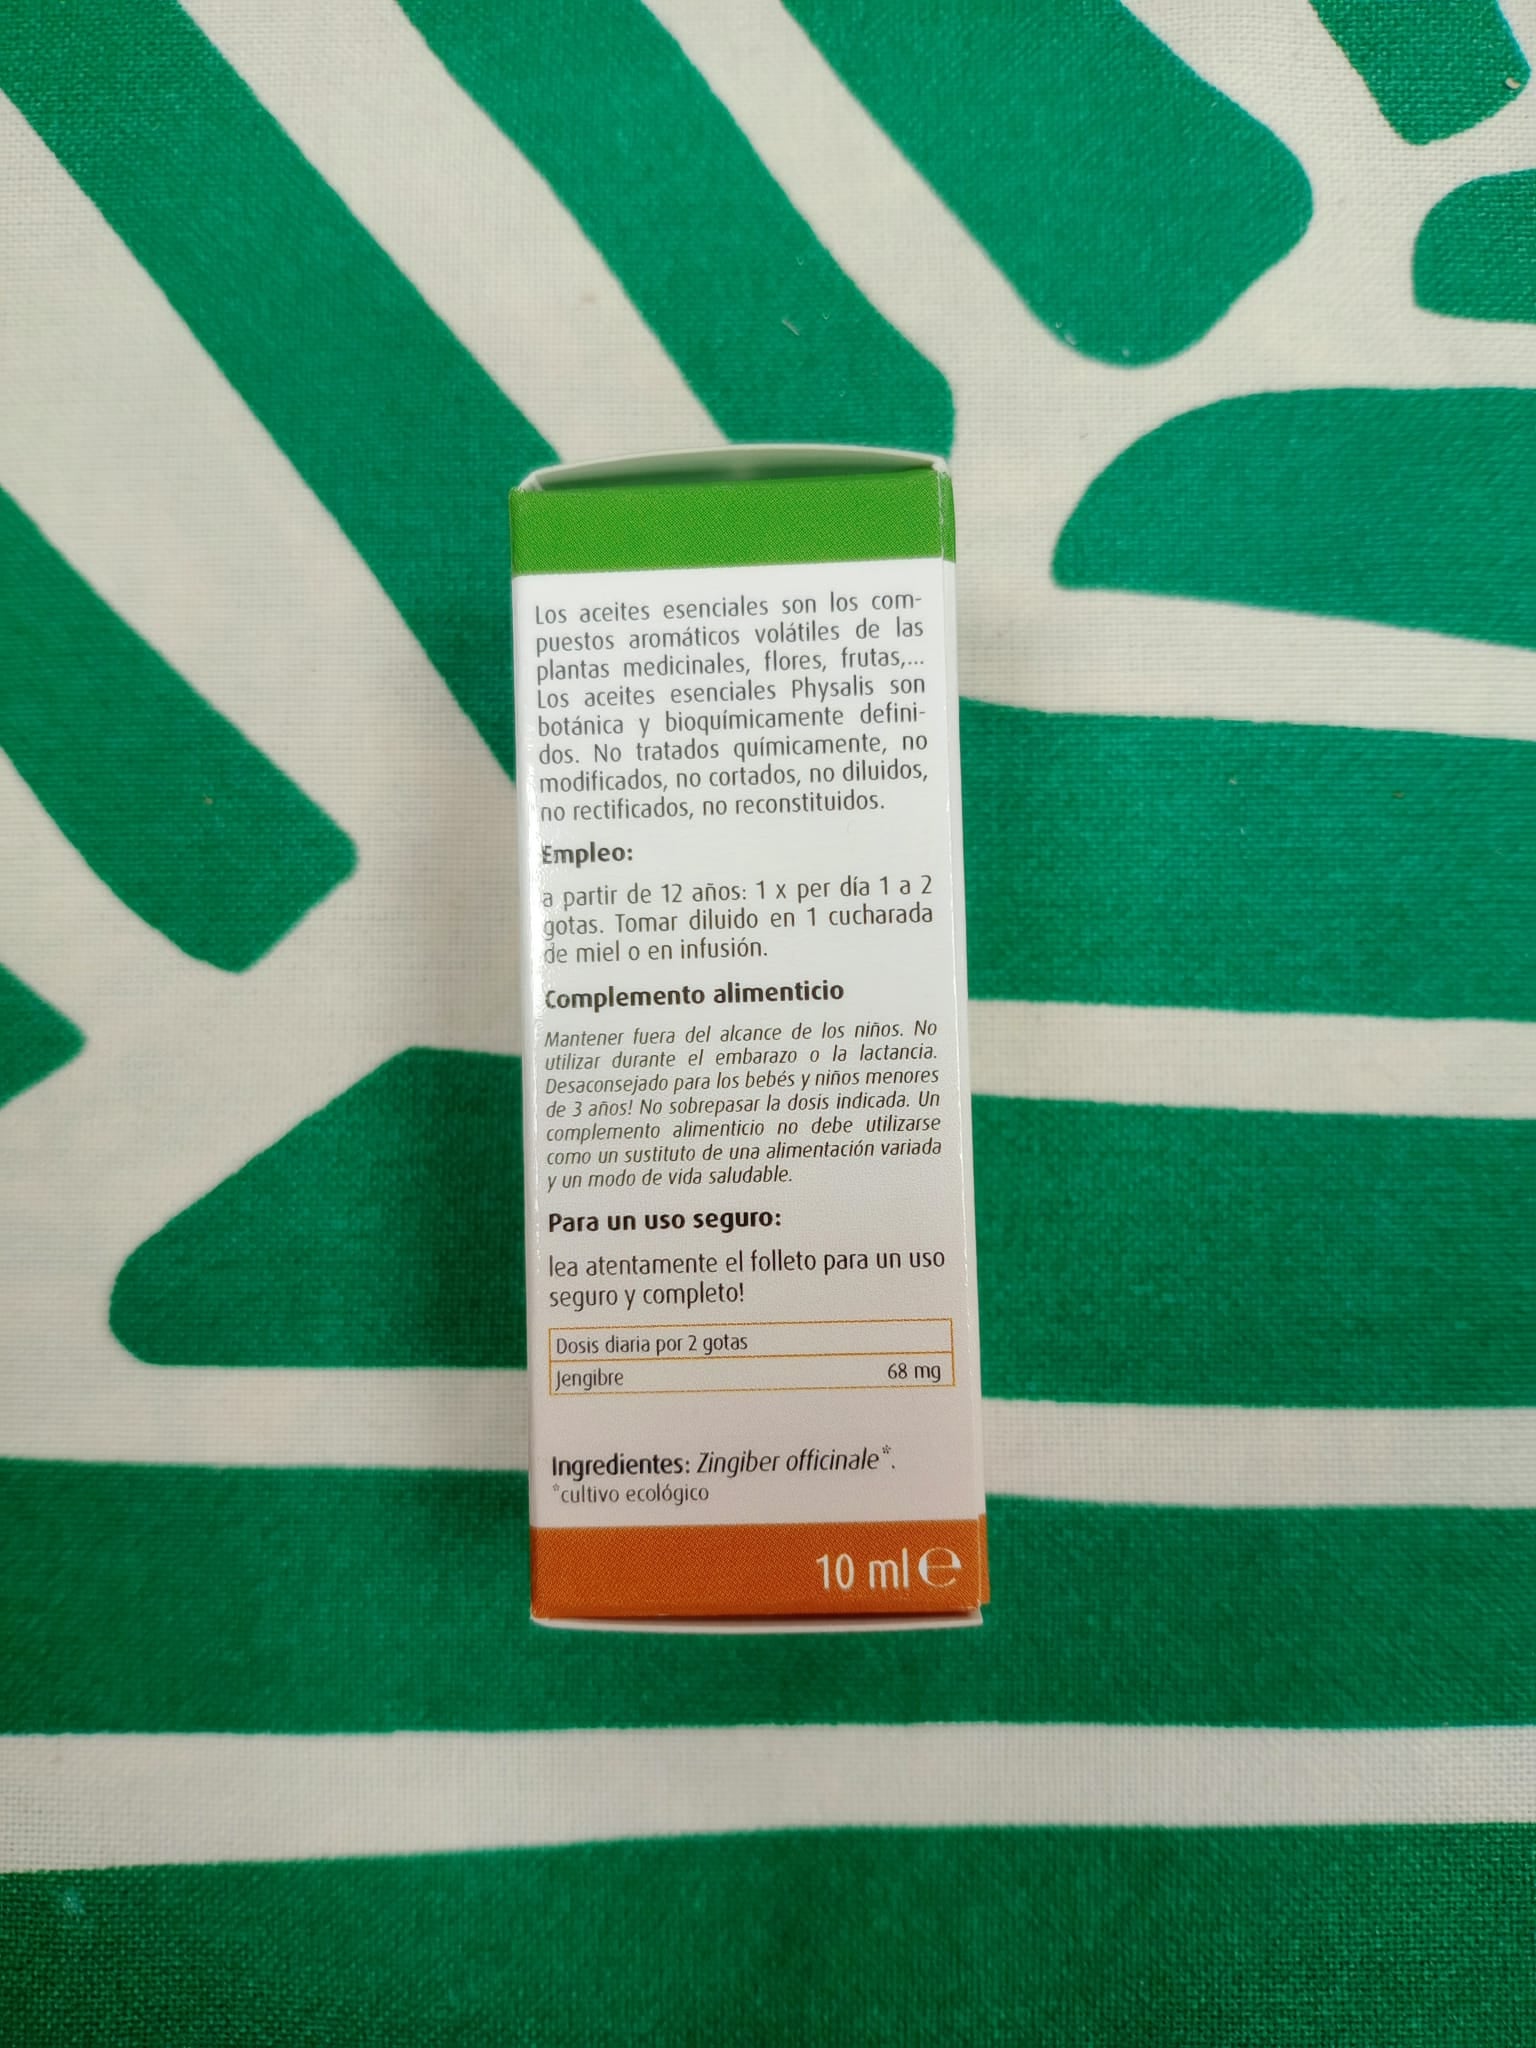 Los aceites esenciales son los com-
puestos aromáticos volátiles de las
plantas medicinales, flores, frutas,...
Los aceites esenciales Physalis son
botánica y bioquímicamente defini-
dos. No tratados químicamente, no
modificados, no cortados, no diluidos,
no rectificados, no reconstituidos.
Empleo:
a partir de 12 años: 1 x per día 1 a 2
gotas. Tomar diluido en 1 cucharada
de miel o en infusión.
Complemento alimenticio
Mantener fuera del alcance de los niños. No
utilizar durante el embarazo o la lactancia.
Desaconsejado para los bebés y niños menores
de 3 años! No sobrepasar la dosis indicada. Un
complemento alimenticio no debe utilizarse
como un sustituto de una alimentación variada
y un modo de vida saludable.
Para un uso seguro:
lea atentamente el folleto para un uso
seguro y completo!
Dosis diaria por 2 gotas
Jengibre 68 mg
Ingredientes: Zingiber officinale*.
*cultivo ecológico
10 ml ℮